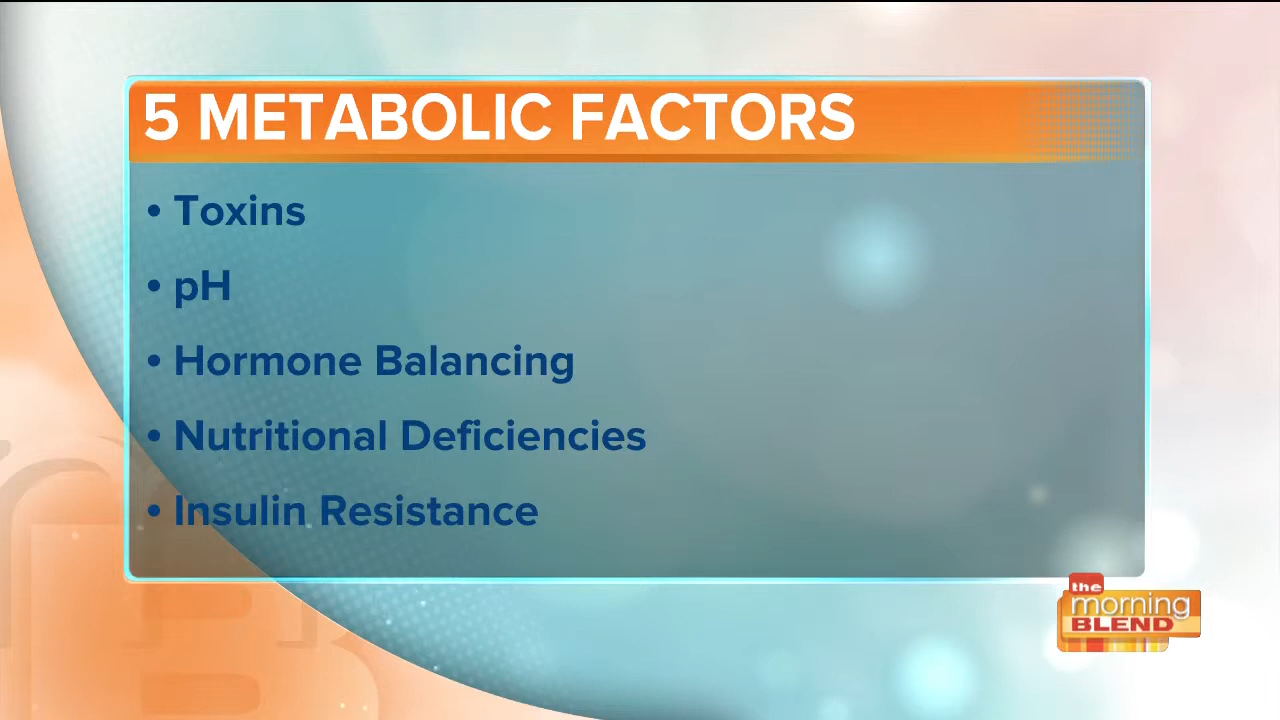 5 METABOLIC FACTORS
• Toxins
• pH
• Hormone Balancing
• Nutritional Deficiencies
• Insulin Resistance
the
morning
BLEND